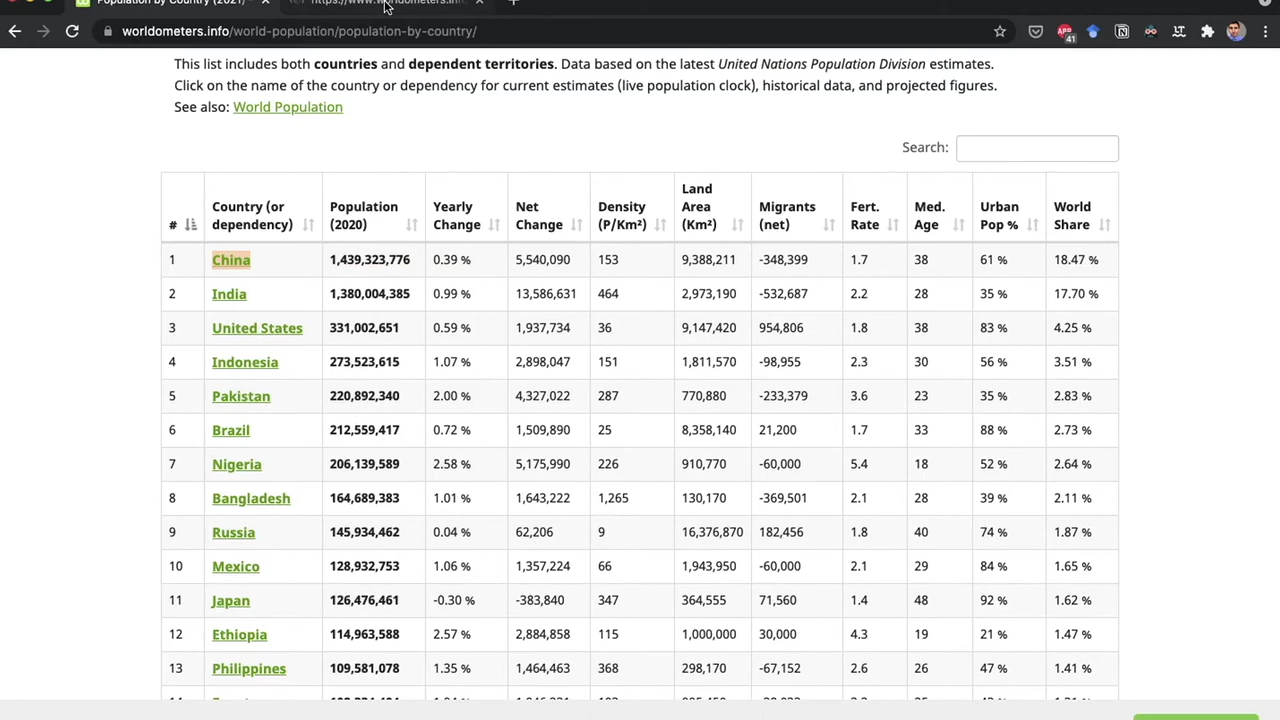 Population by Country (2021)
https://www.worldometers.inf
worldometers.info/world-population/population-by-country/
41
This list includes both countries and dependent territories. Data based on the latest United Nations Population Division estimates.
Click on the name of the country or dependency for current estimates (live population clock), historical data, and projected figures.
See also: World Population
Search:
# Country (or dependency) Population (2020) Yearly Change Net Change Density (P/Km²) Land Area (Km²) Migrants (net) Fert. Rate Med. Age Urban Pop % World Share
1 China 1,439,323,776 0.39 % 5,540,090 153 9,388,211 -348,399 1.7 38 61 % 18.47 %
2 India 1,380,004,385 0.99 % 13,586,631 464 2,973,190 -532,687 2.2 28 35 % 17.70 %
3 United States 331,002,651 0.59 % 1,937,734 36 9,147,420 954,806 1.8 38 83 % 4.25 %
4 Indonesia 273,523,615 1.07 % 2,898,047 151 1,811,570 -98,955 2.3 30 56 % 3.51 %
5 Pakistan 220,892,340 2.00 % 4,327,022 287 770,880 -233,379 3.6 23 35 % 2.83 %
6 Brazil 212,559,417 0.72 % 1,509,890 25 8,358,140 21,200 1.7 33 88 % 2.73 %
7 Nigeria 206,139,589 2.58 % 5,175,990 226 910,770 -60,000 5.4 18 52 % 2.64 %
8 Bangladesh 164,689,383 1.01 % 1,643,222 1,265 130,170 -369,501 2.1 28 39 % 2.11 %
9 Russia 145,934,462 0.04 % 62,206 9 16,376,870 182,456 1.8 40 74 % 1.87 %
10 Mexico 128,932,753 1.06 % 1,357,224 66 1,943,950 -60,000 2.1 29 84 % 1.65 %
11 Japan 126,476,461 -0.30 % -383,840 347 364,555 71,560 1.4 48 92 % 1.62 %
12 Ethiopia 114,963,588 2.57 % 2,884,858 115 1,000,000 30,000 4.3 19 21 % 1.47 %
13 Philippines 109,581,078 1.35 % 1,464,463 368 298,170 -67,152 2.6 26 47 % 1.41 %